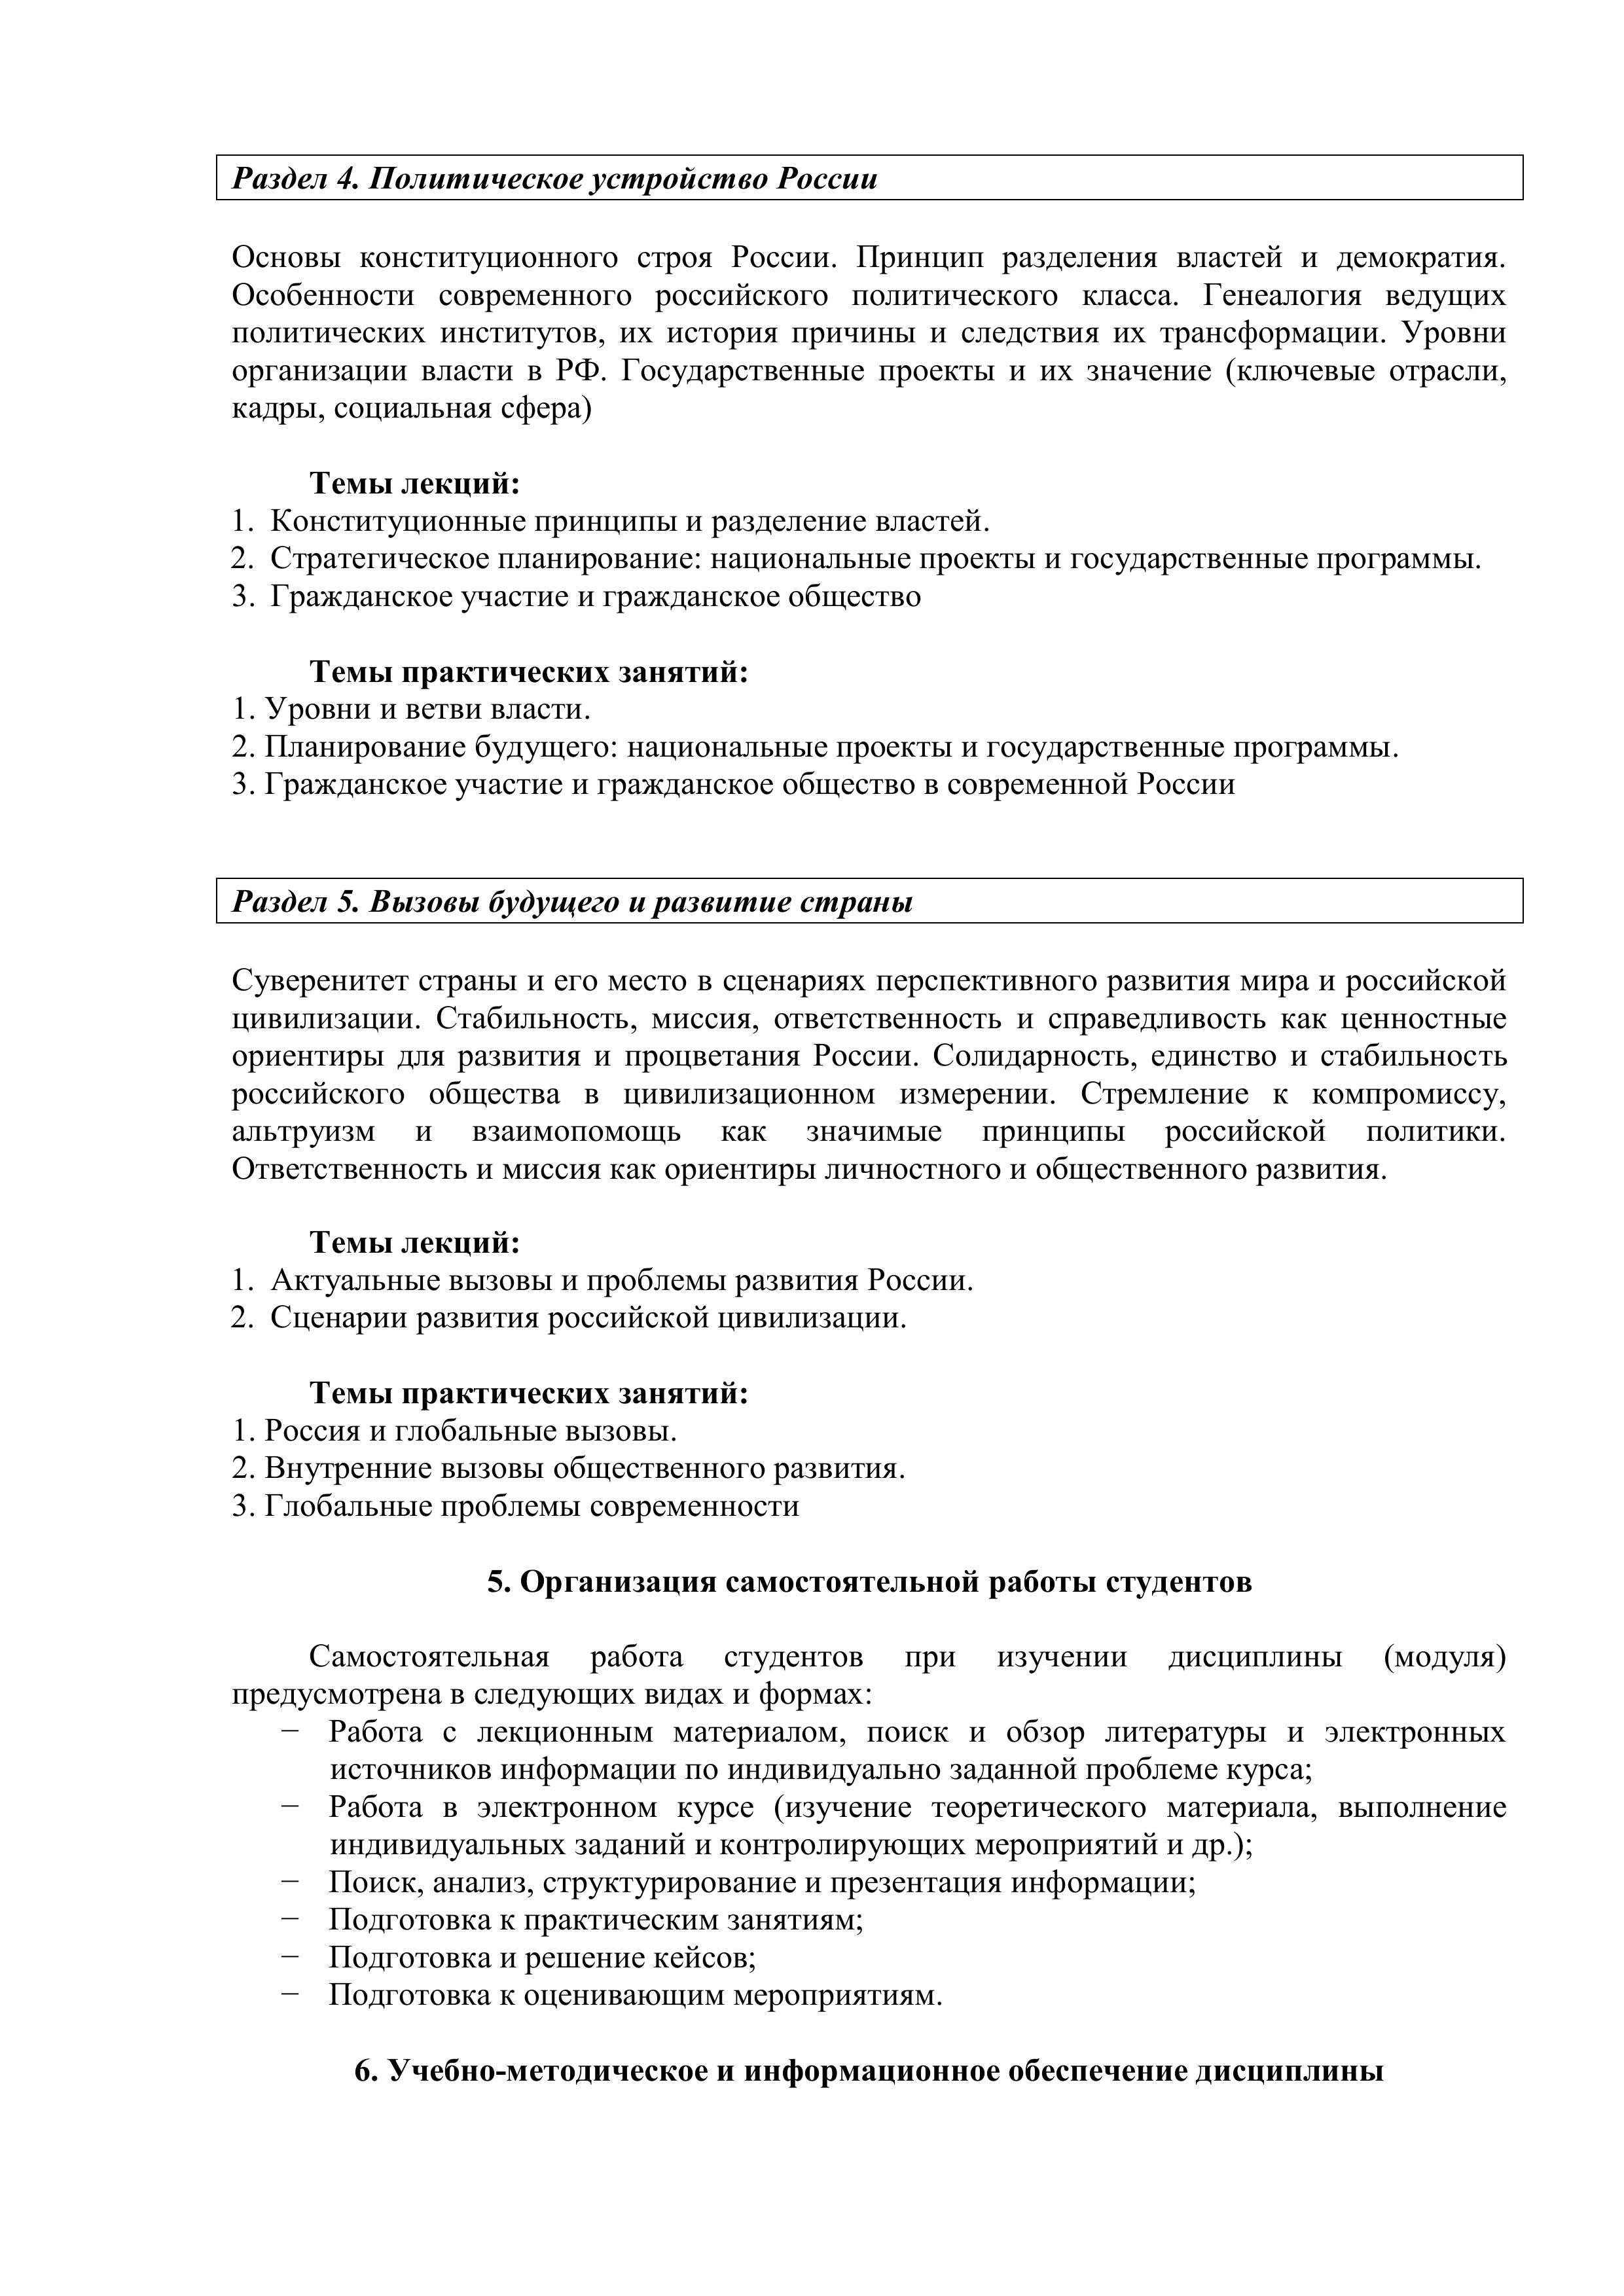 Раздел 4. Политическое устройство России
Основы конституционного строя России. Принцип разделения властей и демократия.
Особенности современного российского политического класса. Генеалогия ведущих
политических институтов, их история причины и следствия их трансформации. Уровни
организации власти в РФ. Государственные проекты и их значение (ключевые отрасли,
кадры, социальная сфера)
Темы лекций:
1. Конституционные принципы и разделение властей.
2. Стратегическое планирование: национальные проекты и государственные программы.
3. Гражданское участие и гражданское общество
Темы практических занятий:
1. Уровни и ветви власти.
2. Планирование будущего: национальные проекты и государственные программы.
3. Гражданское участие и гражданское общество в современной России
Раздел 5. Вызовы будущего и развитие страны
Суверенитет страны и его место в сценариях перспективного развития мира и российской
цивилизации. Стабильность, миссия, ответственность и справедливость как ценностные
ориентиры для развития и процветания России. Солидарность, единство и стабильность
российского общества в цивилизационном измерении. Стремление к компромиссу,
альтруизм и взаимопомощь как значимые принципы российской политики.
Ответственность и миссия как ориентиры личностного и общественного развития.
Темы лекций:
1. Актуальные вызовы и проблемы развития России.
2. Сценарии развития российской цивилизации.
Темы практических занятий:
1. Россия и глобальные вызовы.
2. Внутренние вызовы общественного развития.
3. Глобальные проблемы современности
5. Организация самостоятельной работы студентов
Самостоятельная работа студентов при изучении дисциплины (модуля)
предусмотрена в следующих видах и формах:
− Работа с лекционным материалом, поиск и обзор литературы и электронных
источников информации по индивидуально заданной проблеме курса;
− Работа в электронном курсе (изучение теоретического материала, выполнение
индивидуальных заданий и контролирующих мероприятий и др.);
− Поиск, анализ, структурирование и презентация информации;
− Подготовка к практическим занятиям;
− Подготовка и решение кейсов;
− Подготовка к оценивающим мероприятиям.
6. Учебно-методическое и информационное обеспечение дисциплины